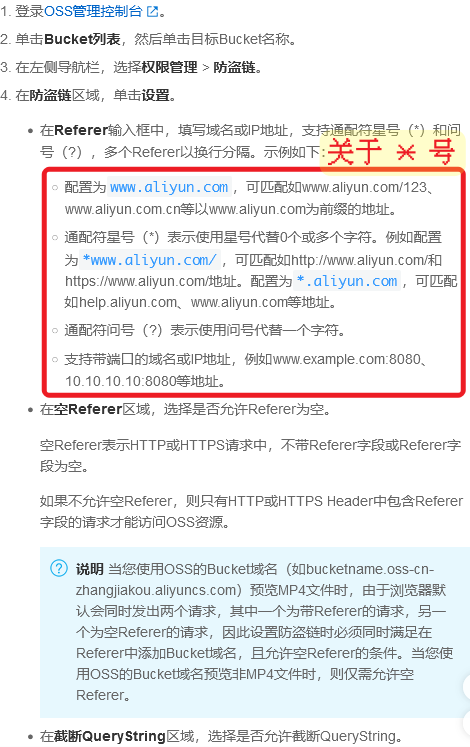 1. 登录OSS管理控制台。
2. 单击Bucket列表，然后单击目标Bucket名称。
3. 在左侧导航栏，选择权限管理 > 防盗链。
4. 在防盗链区域，单击设置。
在Referer输入框中，填写域名或IP地址，支持通配符星号（*）和问
号（?），多个Referer以换行分隔。示例如下：
关于 * 号
配置为www.aliyun.com，可匹配如www.aliyun.com/123、
www.aliyun.com.cn等以www.aliyun.com为前缀的地址。
通配符星号（*）表示使用星号代替0个或多个字符。例如配置
为*www.aliyun.com/，可匹配如http://www.aliyun.com/和
https://www.aliyun.com/地址。配置为*.aliyun.com，可匹配
如help.aliyun.com、www.aliyun.com等地址。
通配符问号（?）表示使用问号代替一个字符。
支持带端口的域名或IP地址，例如www.example.com:8080、
10.10.10.10:8080等地址。
在空Referer区域，选择是否允许Referer为空。
空Referer表示HTTP或HTTPS请求中，不带Referer字段或Referer字
段为空。
如果不允许空Referer，则只有HTTP或HTTPS Header中包含Referer
字段的请求才能访问OSS资源。
说明 当您使用OSS的Bucket域名（如bucketname.oss-cn-
zhangjiakou.aliyuncs.com）预览MP4文件时，由于浏览器默
认会同时发出两个请求，其中一个为带Referer的请求，另一
个为空Referer的请求，因此设置防盗链时必须同时满足在
Referer中添加Bucket域名，且允许空Referer的条件。当您使
用OSS的Bucket域名预览非MP4文件时，则仅需允许空
Referer。
在截断QueryString区域，选择是否允许截断QueryString。